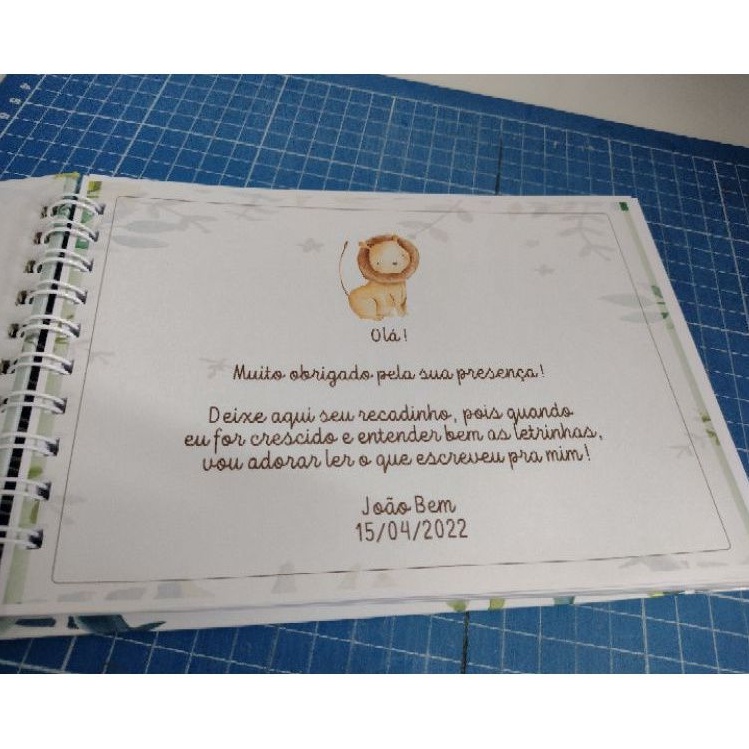 Olá!
Muito obrigado pela sua presença!
Deixe aqui seu recadinho, pois quando
eu for crescido e entender bem as letrinhas,
vou adorar ler o que escreveu pra mim!
João Bem
15/04/2022